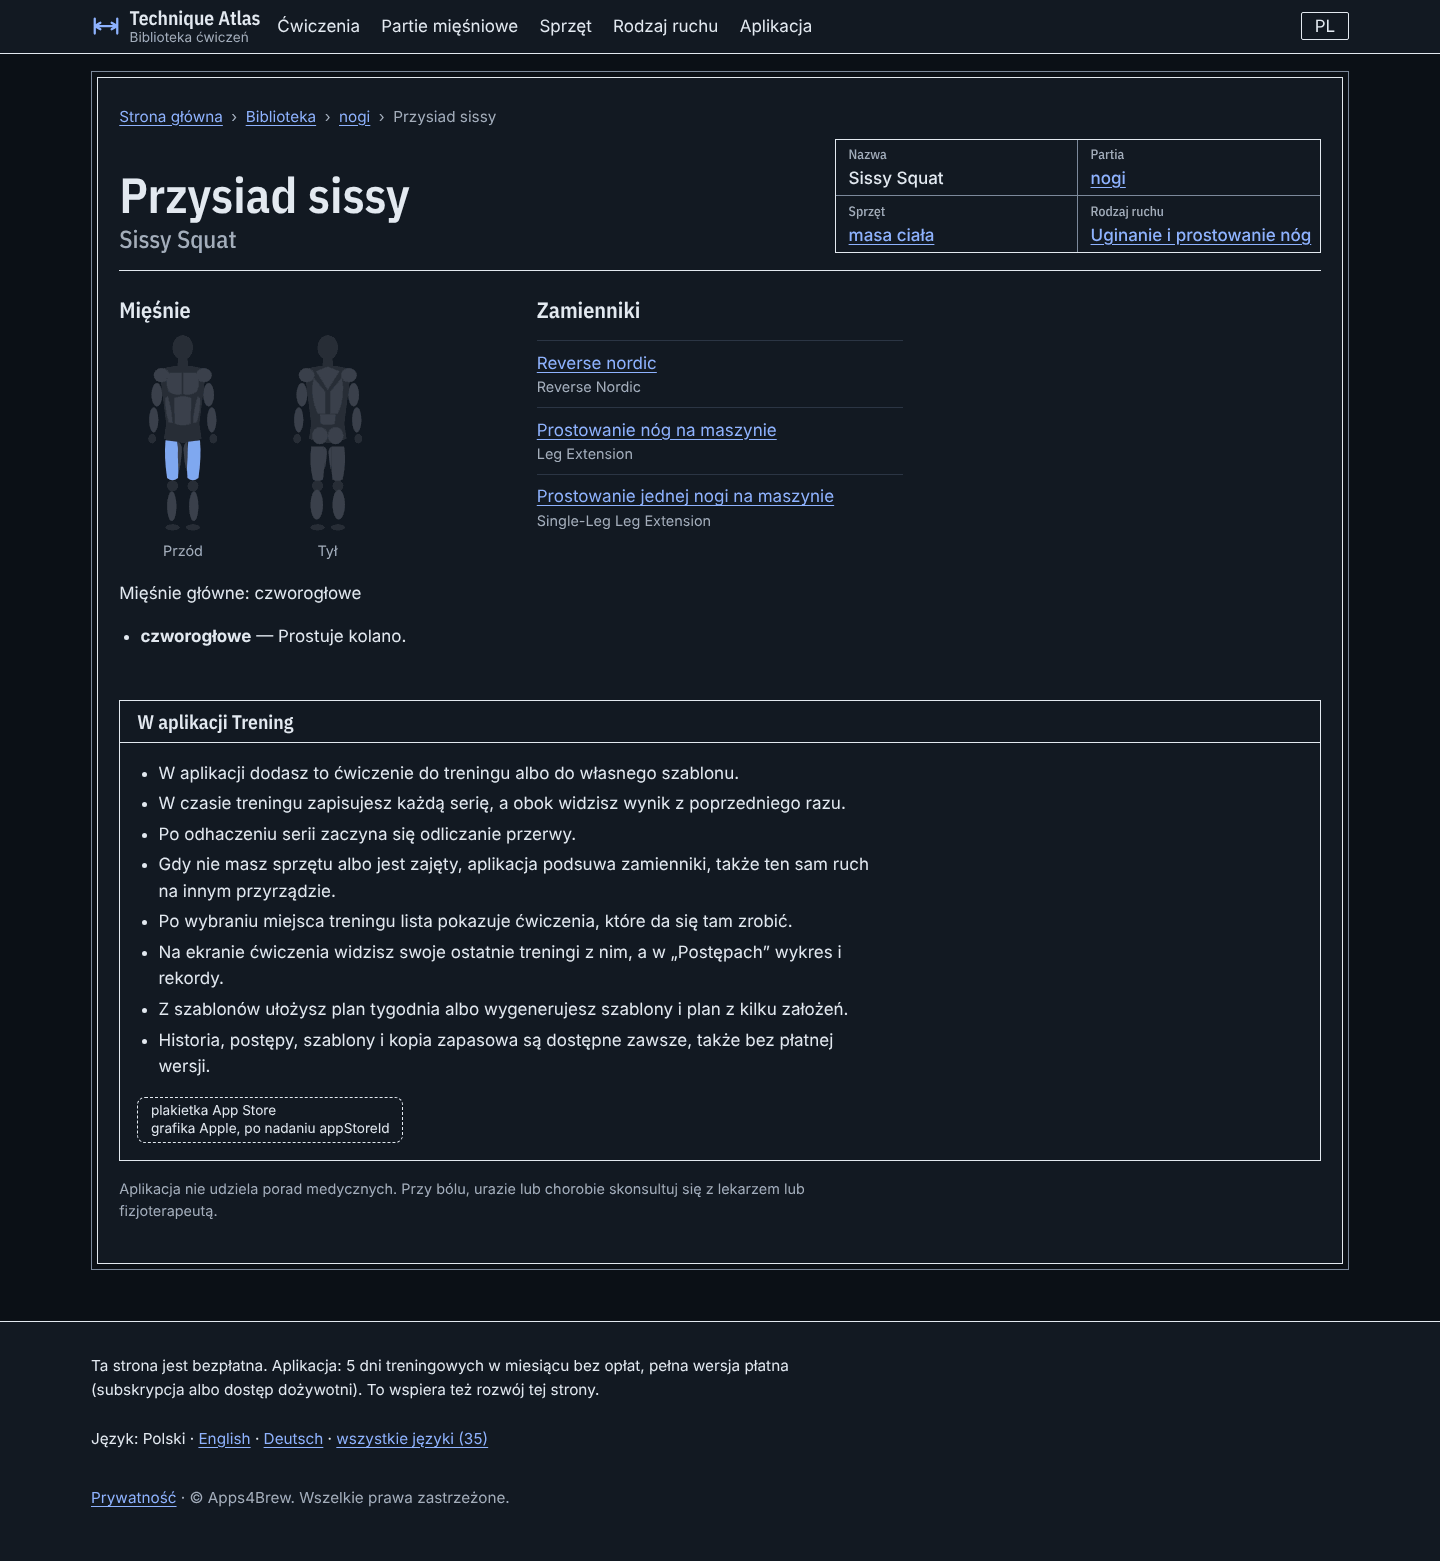 Technique Atlas
Biblioteka ćwiczeń
Ćwiczenia
Partie mięśniowe
Sprzęt
Rodzaj ruchu
Aplikacja
PL
Strona główna › Biblioteka › nogi › Przysiad sissy
Przysiad sissy
Sissy Squat
Nazwa
Sissy Squat
Partia
nogi
Sprzęt
masa ciała
Rodzaj ruchu
Uginanie i prostowanie nóg
Mięśnie
Przód
Tył
Mięśnie główne: czworogłowe
• czworogłowe — Prostuje kolano.
Zamienniki
Reverse nordic
Reverse Nordic
Prostowanie nóg na maszynie
Leg Extension
Prostowanie jednej nogi na maszynie
Single-Leg Leg Extension
W aplikacji Trening
• W aplikacji dodasz to ćwiczenie do treningu albo do własnego szablonu.
• W czasie treningu zapisujesz każdą serię, a obok widzisz wynik z poprzedniego razu.
• Po odhaczeniu serii zaczyna się odliczanie przerwy.
• Gdy nie masz sprzętu albo jest zajęty, aplikacja podsuwa zamienniki, także ten sam ruch
na innym przyrządzie.
• Po wybraniu miejsca treningu lista pokazuje ćwiczenia, które da się tam zrobić.
• Na ekranie ćwiczenia widzisz swoje ostatnie treningi z nim, a w „Postępach” wykres i
rekordy.
• Z szablonów ułożysz plan tygodnia albo wygenerujesz szablony i plan z kilku założeń.
• Historia, postępy, szablony i kopia zapasowa są dostępne zawsze, także bez płatnej
wersji.
plakietka App Store
grafika Apple, po nadaniu appStoreId
Aplikacja nie udziela porad medycznych. Przy bólu, urazie lub chorobie skonsultuj się z lekarzem lub
fizjoterapeutą.
Ta strona jest bezpłatna. Aplikacja: 5 dni treningowych w miesiącu bez opłat, pełna wersja płatna
(subskrypcja albo dostęp dożywotni). To wspiera też rozwój tej strony.
Język: Polski · English · Deutsch · wszystkie języki (35)
Prywatność · © Apps4Brew. Wszelkie prawa zastrzeżone.